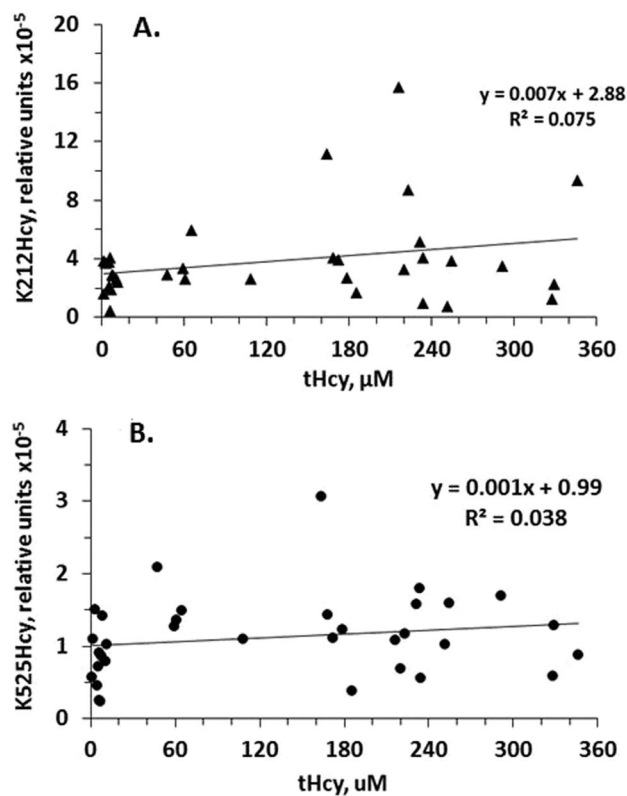 A.
y = 0.007x + 2.88
R² = 0.075
K212Hcy, relative units x10⁻⁵
20
16
12
8
4
0
0 60 120 180 240 300 360
tHcy, µM
B.
y = 0.001x + 0.99
R² = 0.038
K525Hcy, relative units x10⁻⁵
4
3
2
1
0
0 60 120 180 240 300 360
tHcy, uM